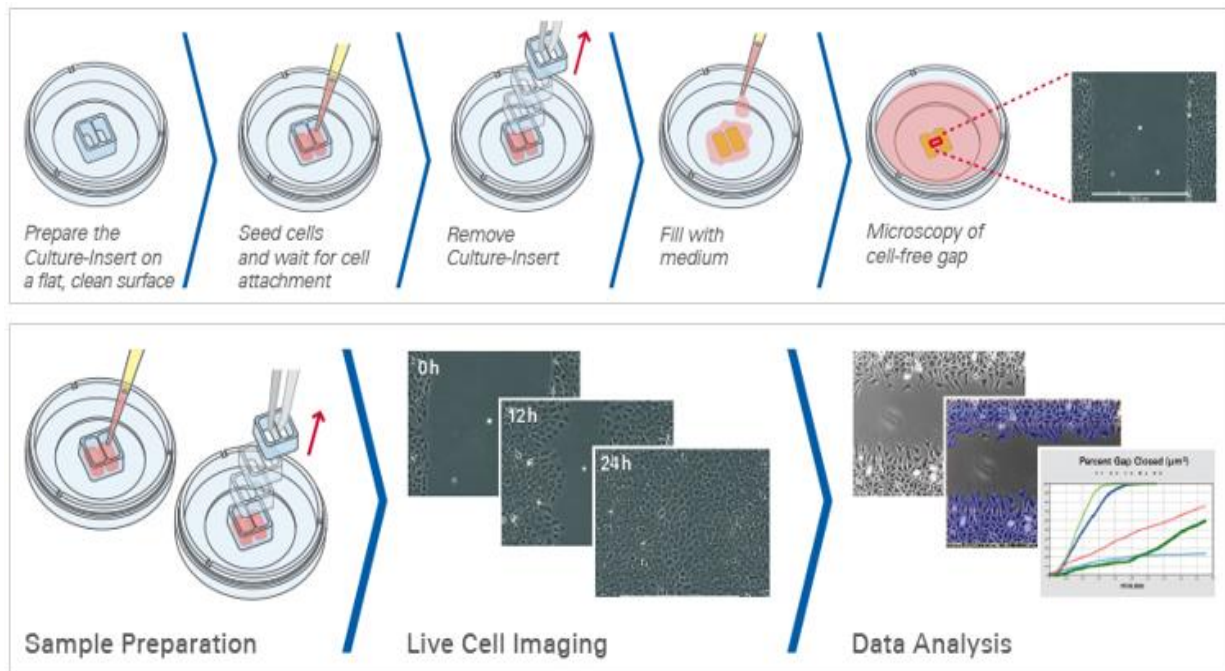 Prepare the
Culture-Insert on
a flat, clean surface
Seed cells
and wait for cell
attachment
Remove
Culture-Insert
Fill with
medium
Microscopy of
cell-free gap
0h
12h
24h
Percent Gap Closed (µm²)
Sample Preparation
Live Cell Imaging
Data Analysis